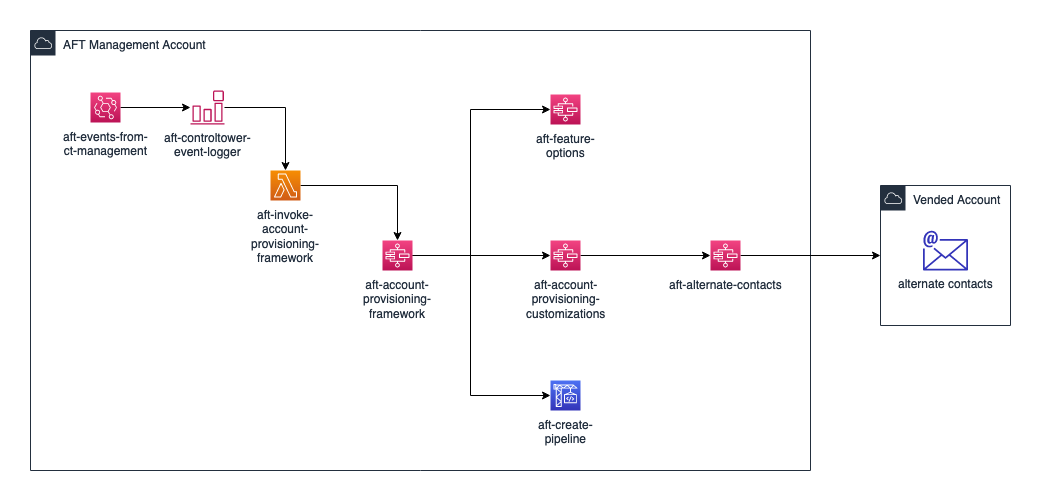 AFT Management Account
aft-events-from-
ct-management
aft-controltower-
event-logger
aft-feature-
options
aft-invoke-
account-
provisioning-
framework
Vended Account
@
alternate contacts
aft-account-
provisioning-
framework
aft-account-
provisioning-
customizations
aft-alternate-contacts
aft-create-
pipeline